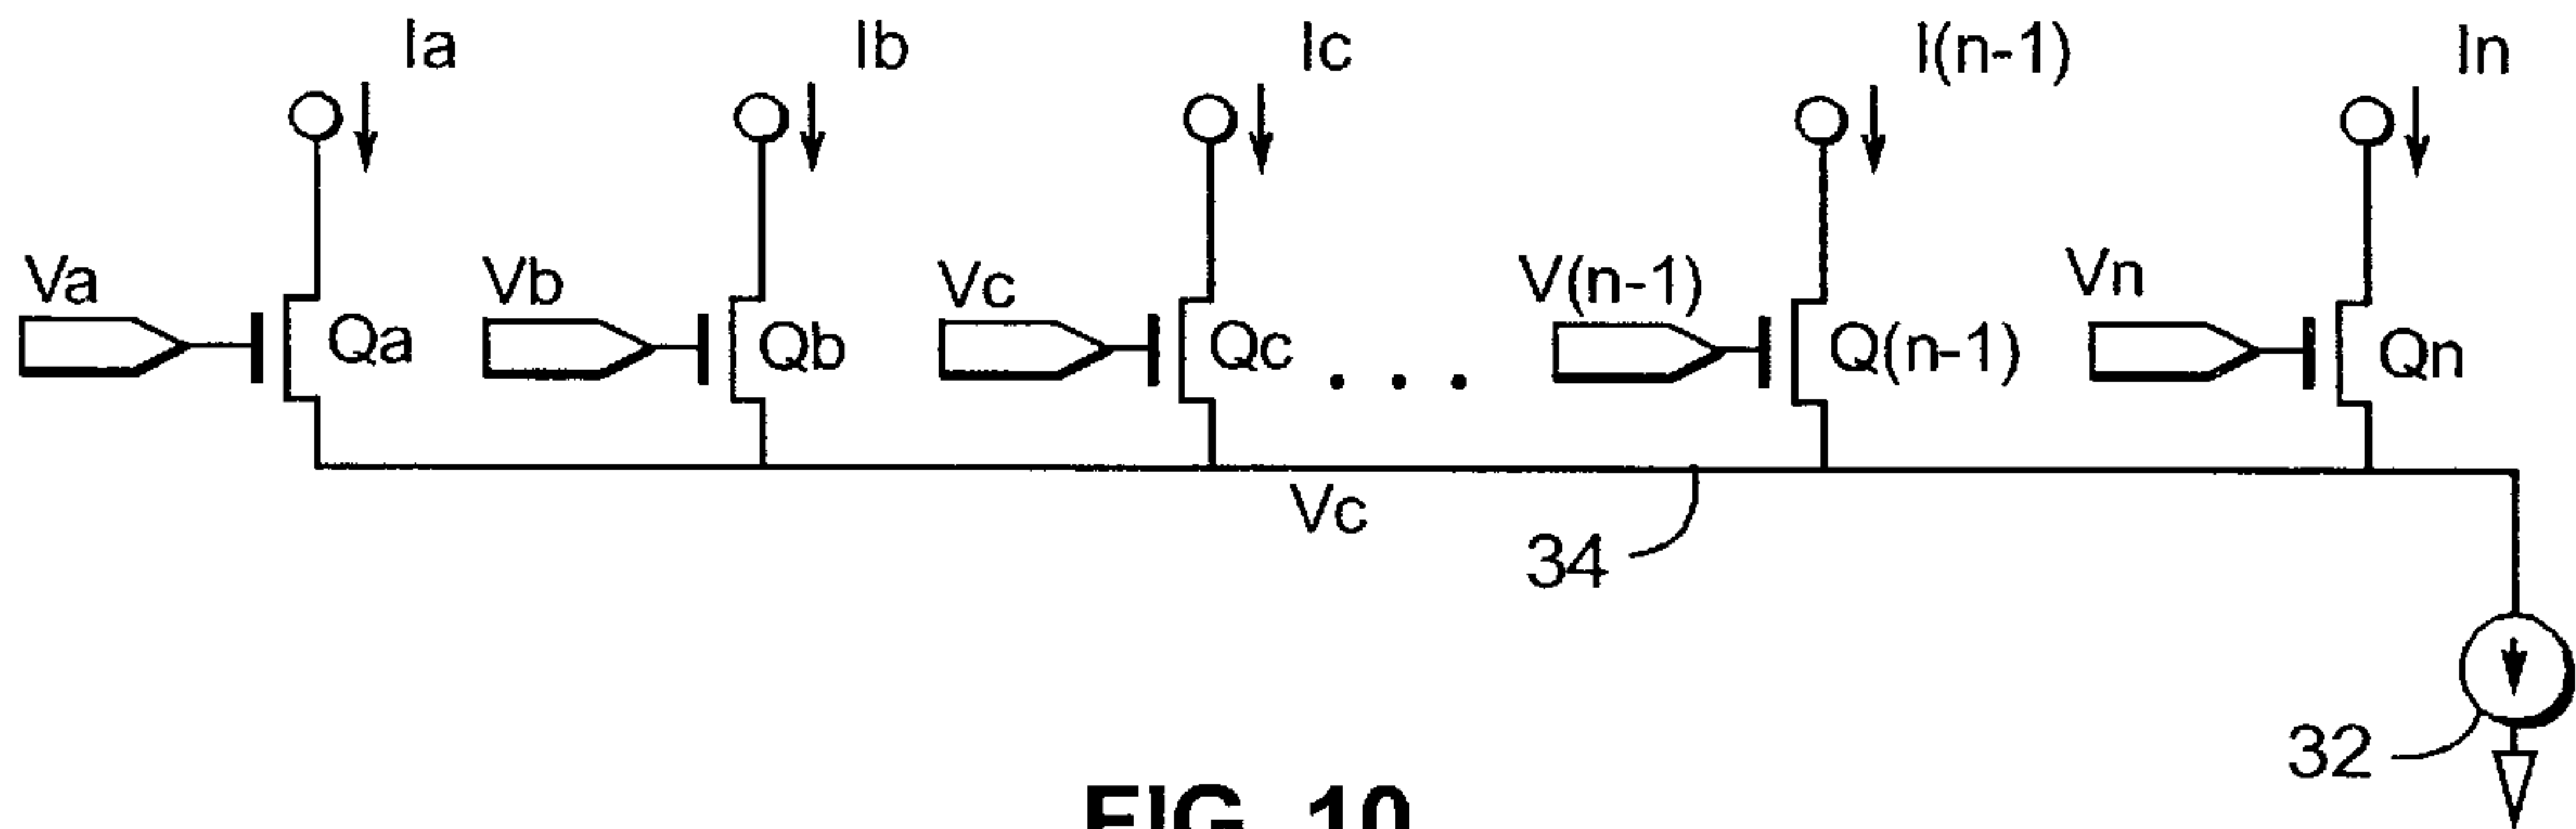 Ia Ib Ic I(n-1) In
Va Vb Vc V(n-1) Vn
Qa Qb Qc . . . Q(n-1) Qn
Vc
34
32
FIG. 10